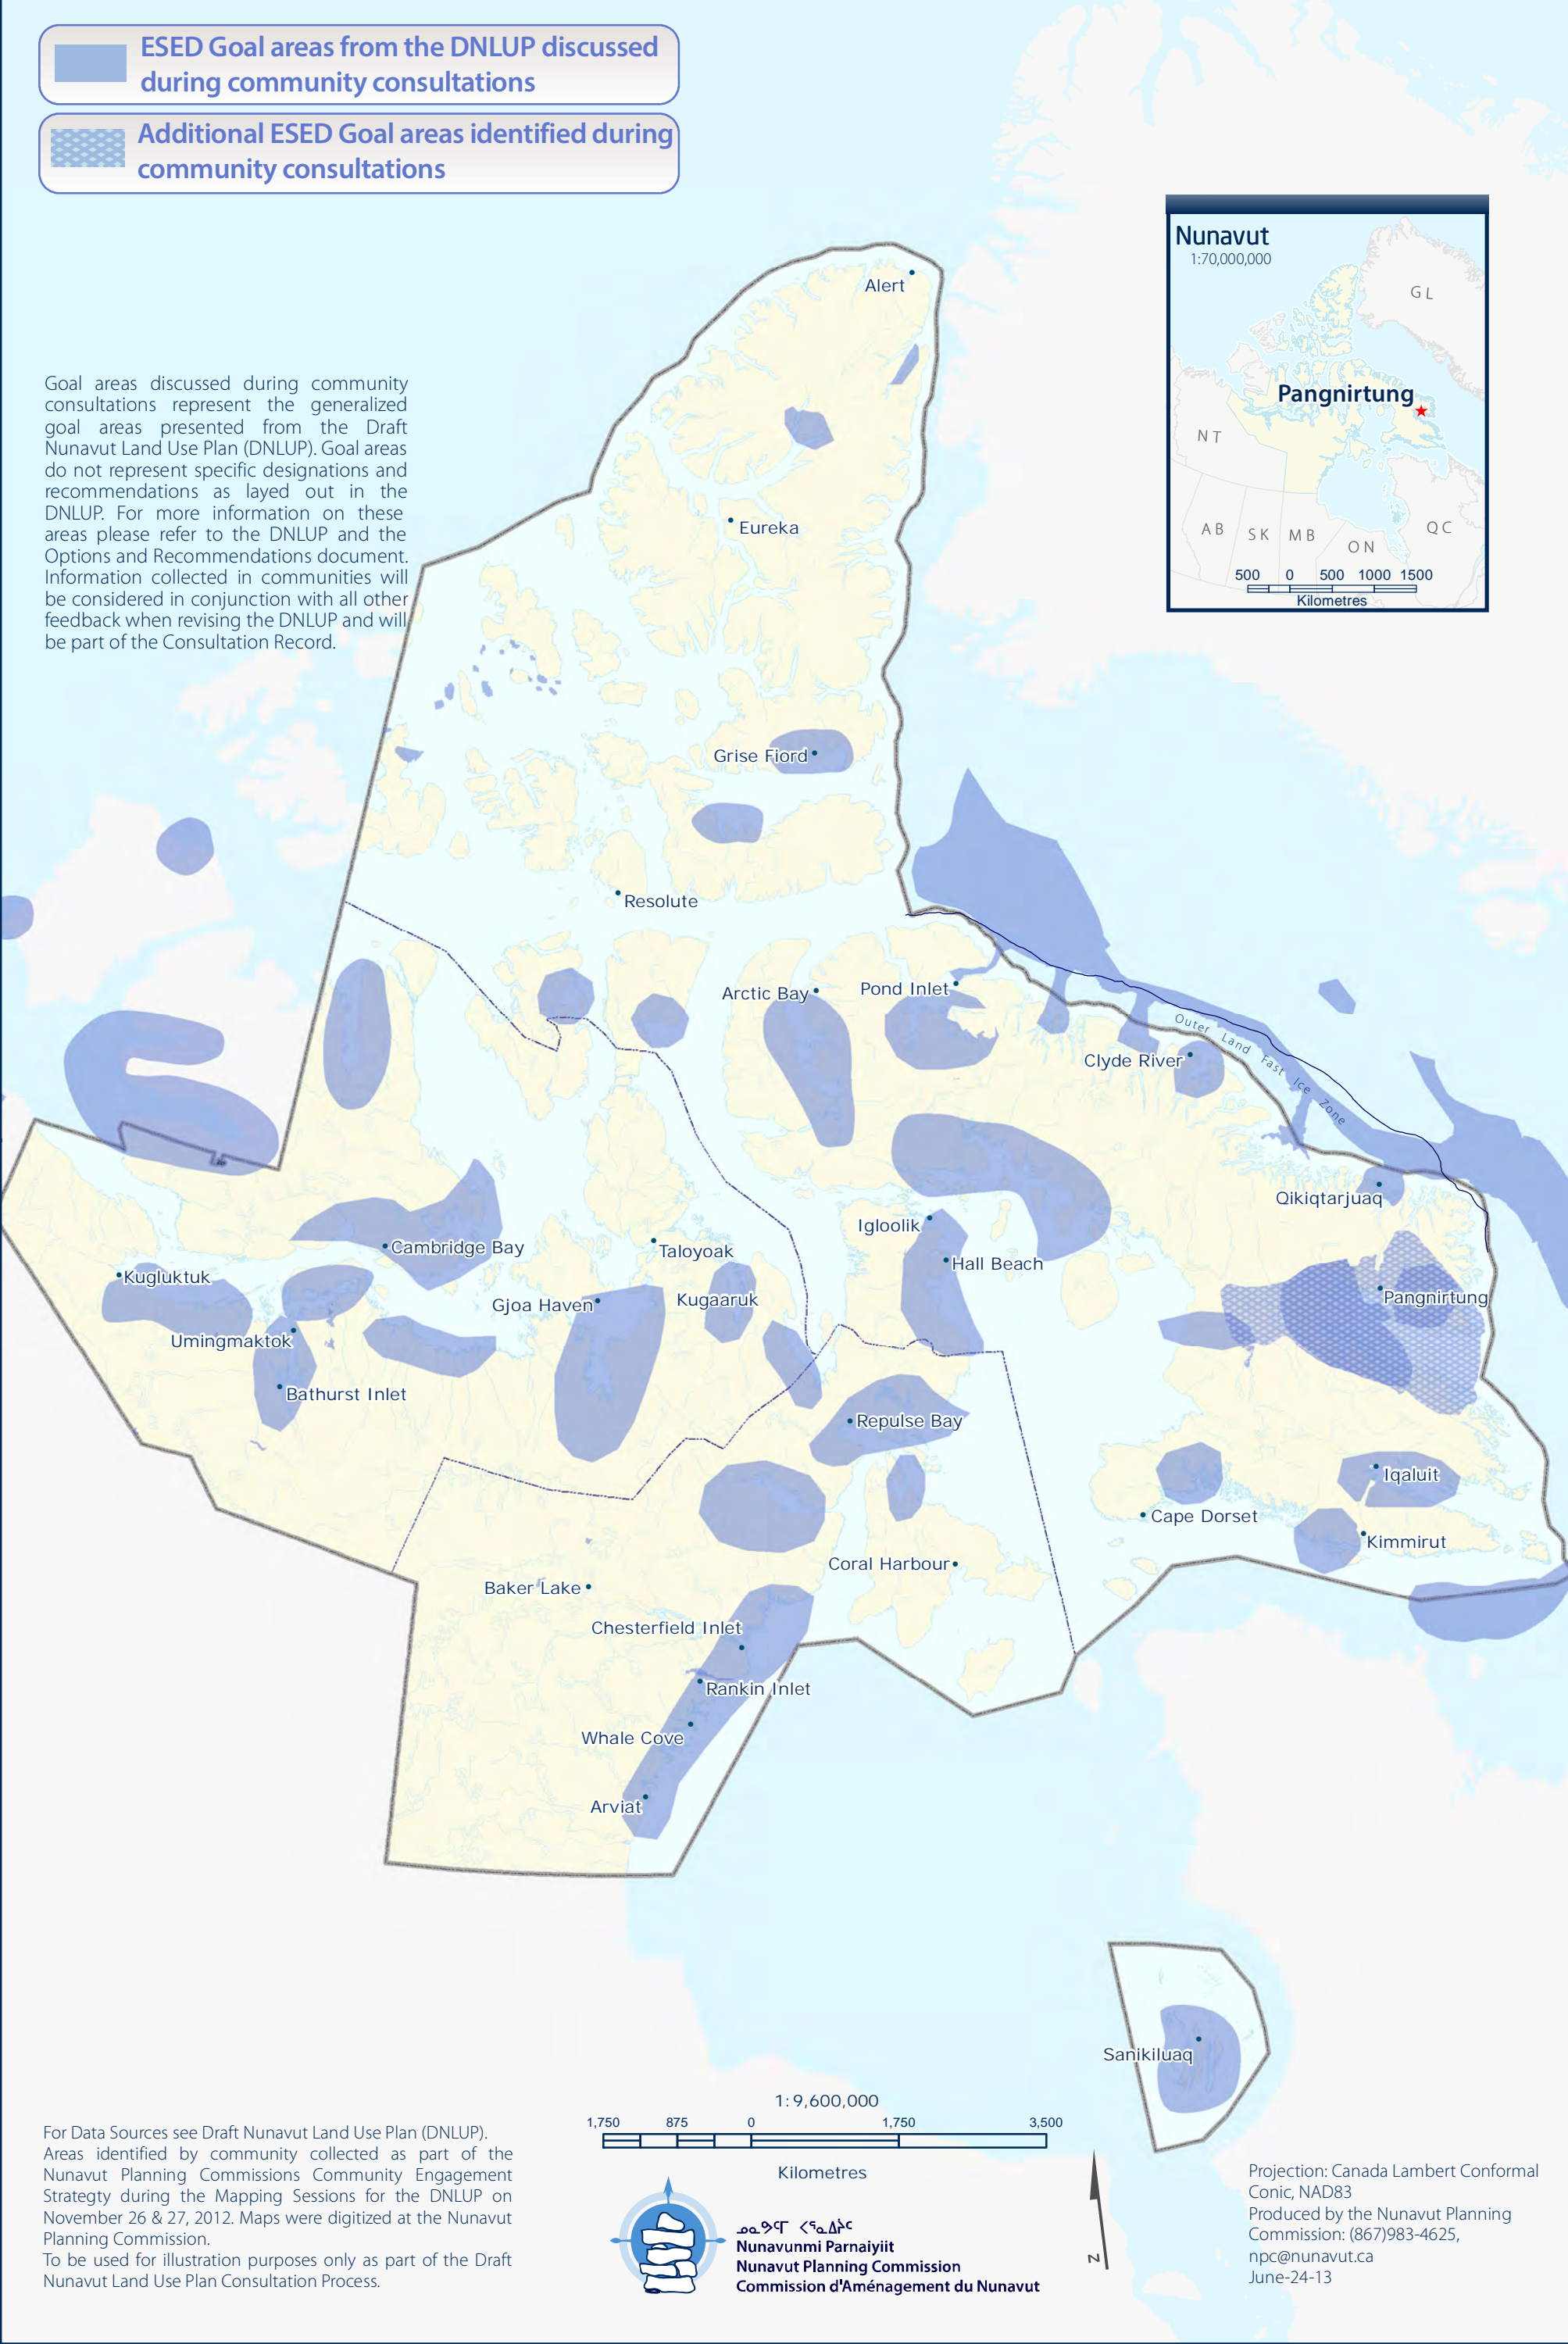 ESED Goal areas from the DNLUP discussed
during community consultations
Additional ESED Goal areas identified during
community consultations
Nunavut
1:70,000,000
GL
Pangnirtung
NT
AB
SK
MB
ON
QC
500 0 500 1000 1500
Kilometres
Goal areas discussed during community
consultations represent the generalized
goal areas presented from the Draft
Nunavut Land Use Plan (DNLUP). Goal areas
do not represent specific designations and
recommendations as layed out in the
DNLUP. For more information on these
areas please refer to the DNLUP and the
Options and Recommendations document.
Information collected in communities will
be considered in conjunction with all other
feedback when revising the DNLUP and will
be part of the Consultation Record.
Alert
Eureka
Grise Fiord
Resolute
Arctic Bay
Pond Inlet
Outer Land Fast Ice Zone
Clyde River
Qikiqtarjuaq
Igloolik
Hall Beach
Cambridge Bay
Taloyoak
Kugluktuk
Gjoa Haven
Kugaaruk
Pangnirtung
Umingmaktok
Bathurst Inlet
Repulse Bay
Iqaluit
Cape Dorset
Kimmirut
Coral Harbour
Baker Lake
Chesterfield Inlet
Rankin Inlet
Whale Cove
Arviat
Sanikiluaq
For Data Sources see Draft Nunavut Land Use Plan (DNLUP).
Areas identified by community collected as part of the
Nunavut Planning Commissions Community Engagement
Strategty during the Mapping Sessions for the DNLUP on
November 26 & 27, 2012. Maps were digitized at the Nunavut
Planning Commission.
To be used for illustration purposes only as part of the Draft
Nunavut Land Use Plan Consultation Process.
1:9,600,000
1,750 875 0 1,750 3,500
Kilometres
ᓄᓇᕗᒻᒥ ᐸᕐᓇᐃᔩᑦ
Nunavunmi Parnaiyiit
Nunavut Planning Commission
Commission d'Aménagement du Nunavut
N
Projection: Canada Lambert Conformal
Conic, NAD83
Produced by the Nunavut Planning
Commission: (867)983-4625,
npc@nunavut.ca
June-24-13